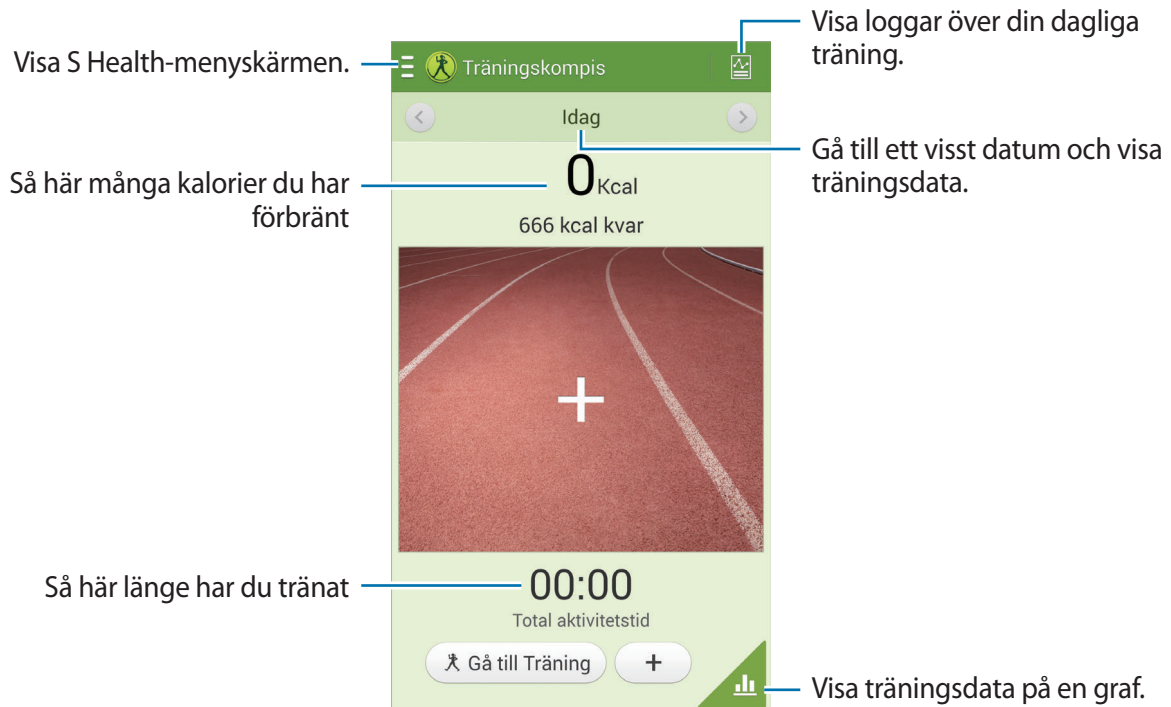 Visa loggar över din dagliga
träning.
Visa S Health-menyskärmen.
Träningskompis
Idag
Gå till ett visst datum och visa
träningsdata.
0 Kcal
Så här många kalorier du har
förbränt
666 kcal kvar
Så här länge har du tränat
00:00
Total aktivitetstid
Gå till Träning
+
Visa träningsdata på en graf.